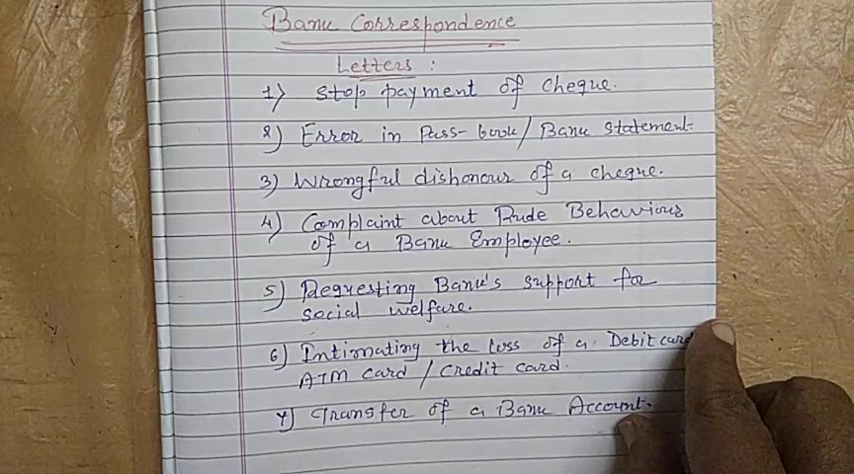 Bank Correspondence
Letters :
1) Stop payment of cheque.
2) Error in Pass-book/Bank statement.
3) Wrongful dishonour of a cheque.
4) Complaint about Rude Behaviour
of a Bank Employee.
5) Requesting Bank's support for
social welfare.
6) Intimating the loss of a Debit card
ATM card / Credit card.
7) Transfer of a Bank Account.